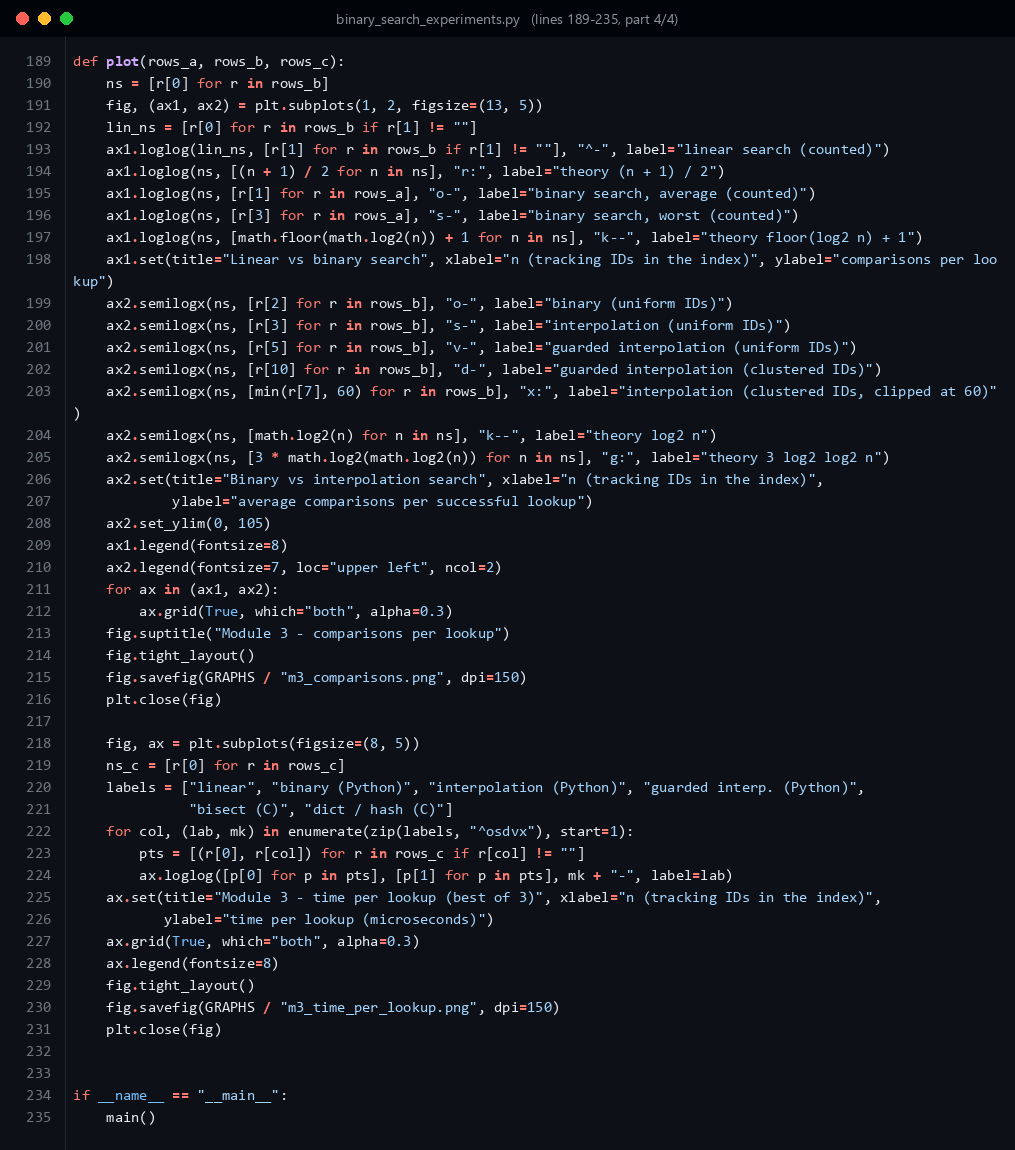 binary_search_experiments.py (lines 189-235, part 4/4)
189 def plot(rows_a, rows_b, rows_c):
190     ns = [r[0] for r in rows_b]
191     fig, (ax1, ax2) = plt.subplots(1, 2, figsize=(13, 5))
192     lin_ns = [r[0] for r in rows_b if r[1] != ""]
193     ax1.loglog(lin_ns, [r[1] for r in rows_b if r[1] != ""], "^-", label="linear search (counted)")
194     ax1.loglog(ns, [(n + 1) / 2 for n in ns], "r:", label="theory (n + 1) / 2")
195     ax1.loglog(ns, [r[1] for r in rows_a], "o-", label="binary search, average (counted)")
196     ax1.loglog(ns, [r[3] for r in rows_a], "s-", label="binary search, worst (counted)")
197     ax1.loglog(ns, [math.floor(math.log2(n)) + 1 for n in ns], "k--", label="theory floor(log2 n) + 1")
198     ax1.set(title="Linear vs binary search", xlabel="n (tracking IDs in the index)", ylabel="comparisons per loo
kup")
199     ax2.semilogx(ns, [r[2] for r in rows_b], "o-", label="binary (uniform IDs)")
200     ax2.semilogx(ns, [r[3] for r in rows_b], "s-", label="interpolation (uniform IDs)")
201     ax2.semilogx(ns, [r[5] for r in rows_b], "v-", label="guarded interpolation (uniform IDs)")
202     ax2.semilogx(ns, [r[10] for r in rows_b], "d-", label="guarded interpolation (clustered IDs)")
203     ax2.semilogx(ns, [min(r[7], 60) for r in rows_b], "x:", label="interpolation (clustered IDs, clipped at 60)"
)
204     ax2.semilogx(ns, [math.log2(n) for n in ns], "k--", label="theory log2 n")
205     ax2.semilogx(ns, [3 * math.log2(math.log2(n)) for n in ns], "g:", label="theory 3 log2 log2 n")
206     ax2.set(title="Binary vs interpolation search", xlabel="n (tracking IDs in the index)",
207             ylabel="average comparisons per successful lookup")
208     ax2.set_ylim(0, 105)
209     ax1.legend(fontsize=8)
210     ax2.legend(fontsize=7, loc="upper left", ncol=2)
211     for ax in (ax1, ax2):
212         ax.grid(True, which="both", alpha=0.3)
213     fig.suptitle("Module 3 - comparisons per lookup")
214     fig.tight_layout()
215     fig.savefig(GRAPHS / "m3_comparisons.png", dpi=150)
216     plt.close(fig)
217
218     fig, ax = plt.subplots(figsize=(8, 5))
219     ns_c = [r[0] for r in rows_c]
220     labels = ["linear", "binary (Python)", "interpolation (Python)", "guarded interp. (Python)",
221               "bisect (C)", "dict / hash (C)"]
222     for col, (lab, mk) in enumerate(zip(labels, "^osdvx"), start=1):
223         pts = [(r[0], r[col]) for r in rows_c if r[col] != ""]
224         ax.loglog([p[0] for p in pts], [p[1] for p in pts], mk + "-", label=lab)
225     ax.set(title="Module 3 - time per lookup (best of 3)", xlabel="n (tracking IDs in the index)",
226            ylabel="time per lookup (microseconds)")
227     ax.grid(True, which="both", alpha=0.3)
228     ax.legend(fontsize=8)
229     fig.tight_layout()
230     fig.savefig(GRAPHS / "m3_time_per_lookup.png", dpi=150)
231     plt.close(fig)
232
233
234 if __name__ == "__main__":
235     main()